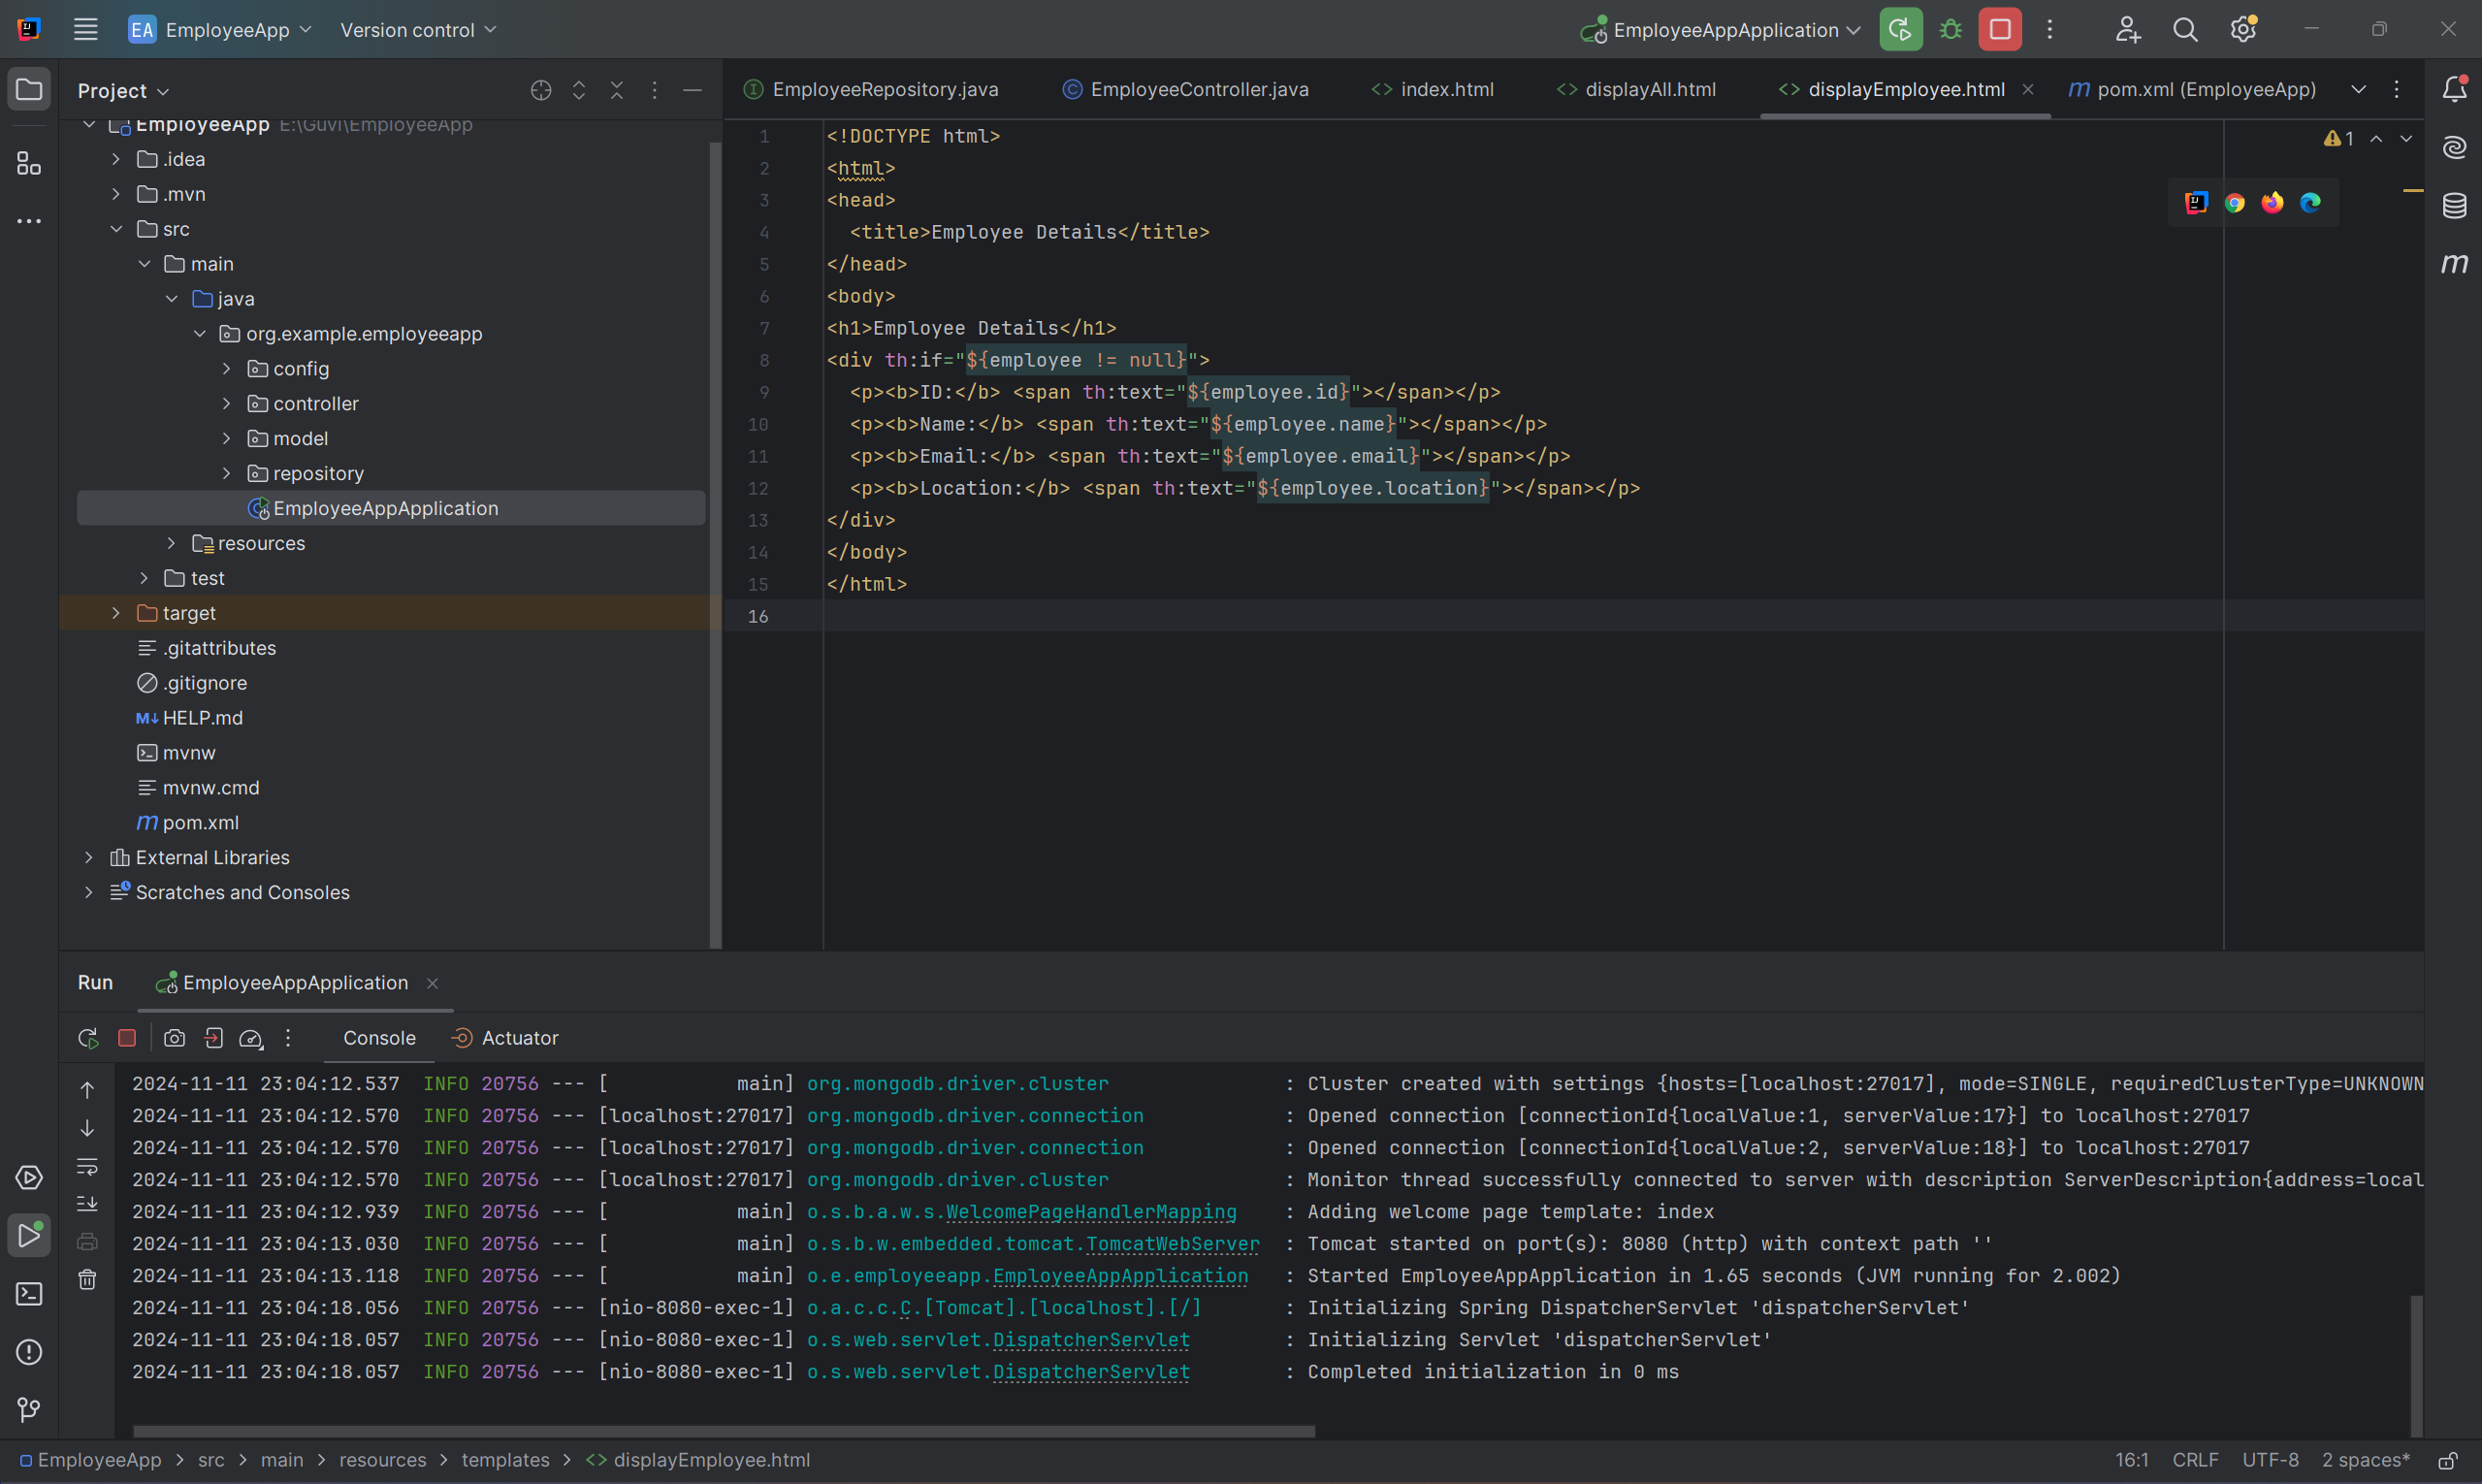 EA EmployeeApp Version control EmployeeAppApplication
Project
EmployeeApp E:\Guvi\EmployeeApp
.idea
.mvn
src
main
java
org.example.employeeapp
config
controller
model
repository
EmployeeAppApplication
resources
test
target
.gitattributes
.gitignore
HELP.md
mvnw
mvnw.cmd
pom.xml
External Libraries
Scratches and Consoles
EmployeeRepository.java EmployeeController.java index.html displayAll.html displayEmployee.html pom.xml (EmployeeApp)
1
1 <!DOCTYPE html>
2 <html>
3 <head>
4 <title>Employee Details</title>
5 </head>
6 <body>
7 <h1>Employee Details</h1>
8 <div th:if="${employee != null}">
9 <p><b>ID:</b> <span th:text="${employee.id}"></span></p>
10 <p><b>Name:</b> <span th:text="${employee.name}"></span></p>
11 <p><b>Email:</b> <span th:text="${employee.email}"></span></p>
12 <p><b>Location:</b> <span th:text="${employee.location}"></span></p>
13 </div>
14 </body>
15 </html>
16
Run EmployeeAppApplication
Console Actuator
2024-11-11 23:04:12.537 INFO 20756 --- [ main] org.mongodb.driver.cluster : Cluster created with settings {hosts=[localhost:27017], mode=SINGLE, requiredClusterType=UNKNOWN
2024-11-11 23:04:12.570 INFO 20756 --- [localhost:27017] org.mongodb.driver.connection : Opened connection [connectionId{localValue:1, serverValue:17}] to localhost:27017
2024-11-11 23:04:12.570 INFO 20756 --- [localhost:27017] org.mongodb.driver.connection : Opened connection [connectionId{localValue:2, serverValue:18}] to localhost:27017
2024-11-11 23:04:12.570 INFO 20756 --- [localhost:27017] org.mongodb.driver.cluster : Monitor thread successfully connected to server with description ServerDescription{address=local
2024-11-11 23:04:12.939 INFO 20756 --- [ main] o.s.b.a.w.s.WelcomePageHandlerMapping : Adding welcome page template: index
2024-11-11 23:04:13.030 INFO 20756 --- [ main] o.s.b.w.embedded.tomcat.TomcatWebServer : Tomcat started on port(s): 8080 (http) with context path ''
2024-11-11 23:04:13.118 INFO 20756 --- [ main] o.e.employeeapp.EmployeeAppApplication : Started EmployeeAppApplication in 1.65 seconds (JVM running for 2.002)
2024-11-11 23:04:18.056 INFO 20756 --- [nio-8080-exec-1] o.a.c.c.C.[Tomcat].[localhost].[/] : Initializing Spring DispatcherServlet 'dispatcherServlet'
2024-11-11 23:04:18.057 INFO 20756 --- [nio-8080-exec-1] o.s.web.servlet.DispatcherServlet : Initializing Servlet 'dispatcherServlet'
2024-11-11 23:04:18.057 INFO 20756 --- [nio-8080-exec-1] o.s.web.servlet.DispatcherServlet : Completed initialization in 0 ms
EmployeeApp > src > main > resources > templates > displayEmployee.html 16:1 CRLF UTF-8 2 spaces*